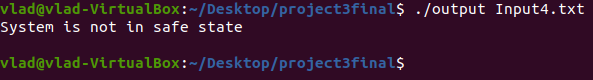 vlad@vlad-VirtualBox:~/Desktop/project3final$ ./output Input4.txt
System is not in safe state
vlad@vlad-VirtualBox:~/Desktop/project3final$